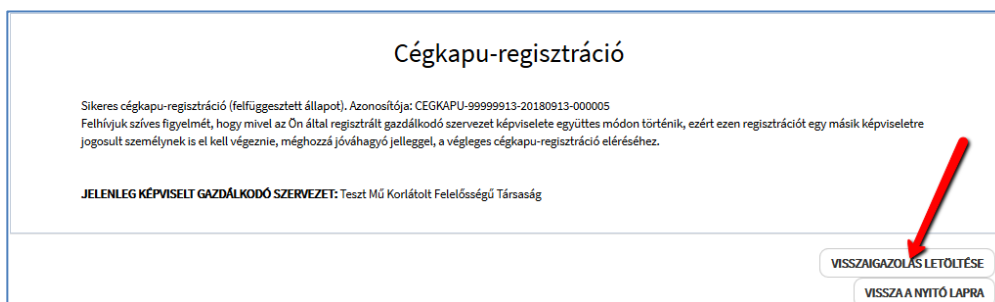 Cégkapu-regisztráció
Sikeres cégkapu-regisztráció (felfüggesztett állapot). Azonosítója: CEGKAPU-99999913-20180913-000005
Felhívjuk szíves figyelmét, hogy mivel az Ön által regisztrált gazdálkodó szervezet képviselete együttes módon történik, ezért ezen regisztrációt egy másik képviseletre
jogosult személynek is el kell végeznie, méghozzá jóváhagyó jelleggel, a végleges cégkapu-regisztráció eléréséhez.
JELENLEG KÉPVISELT GAZDÁLKODÓ SZERVEZET: Teszt Mű Korlátolt Felelősségű Társaság
VISSZAIGAZOLÁS LETÖLTÉSE
VISSZA A NYITÓ LAPRA